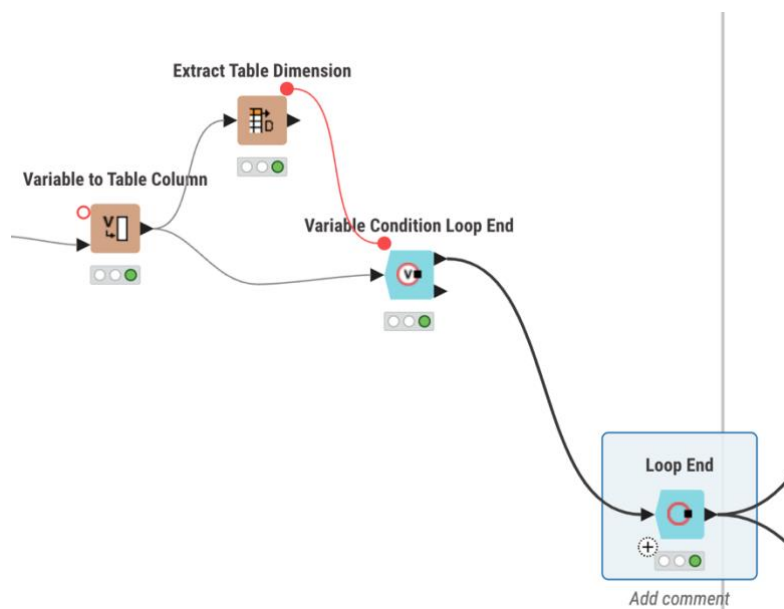 Extract Table Dimension
D
Variable to Table Column
V
Variable Condition Loop End
V
Loop End
Add comment